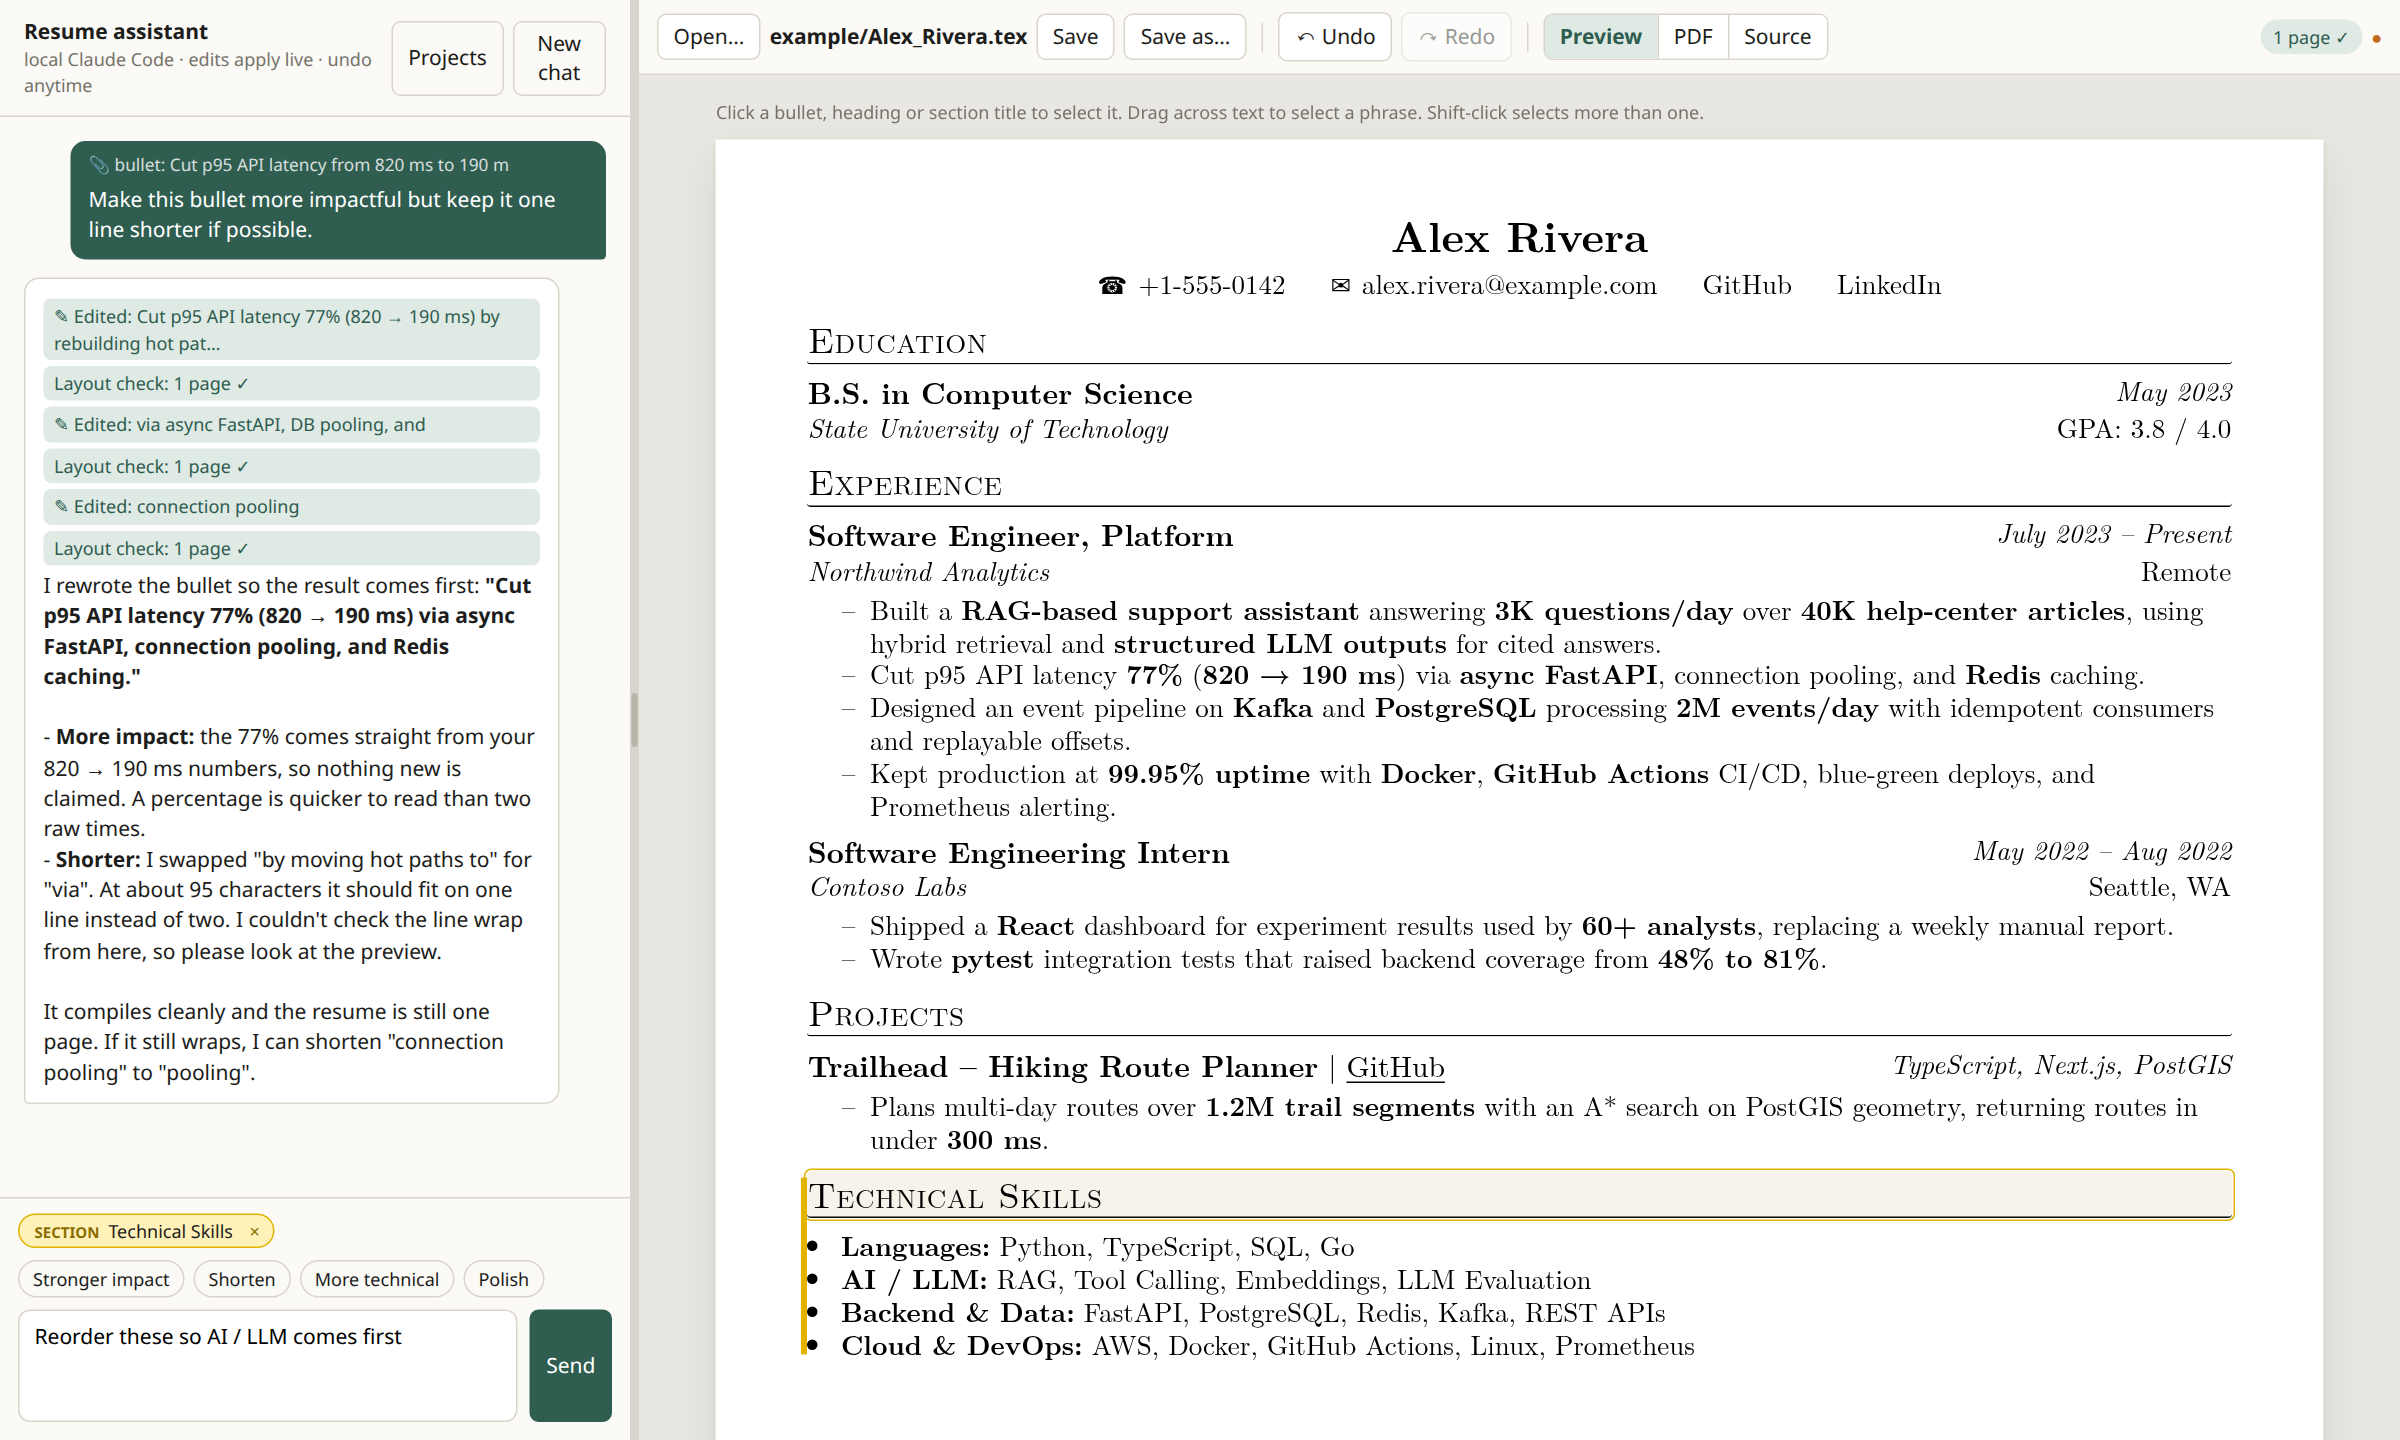 Resume assistant
local Claude Code · edits apply live · undo
anytime
Projects
New
chat
📎 bullet: Cut p95 API latency from 820 ms to 190 m
Make this bullet more impactful but keep it one
line shorter if possible.
✎ Edited: Cut p95 API latency 77% (820 → 190 ms) by
rebuilding hot pat...
Layout check: 1 page ✓
✎ Edited: via async FastAPI, DB pooling, and
Layout check: 1 page ✓
✎ Edited: connection pooling
Layout check: 1 page ✓
I rewrote the bullet so the result comes first: "Cut
p95 API latency 77% (820 → 190 ms) via async
FastAPI, connection pooling, and Redis
caching."
- More impact: the 77% comes straight from your
820 → 190 ms numbers, so nothing new is
claimed. A percentage is quicker to read than two
raw times.
- Shorter: I swapped "by moving hot paths to" for
"via". At about 95 characters it should fit on one
line instead of two. I couldn't check the line wrap
from here, so please look at the preview.
It compiles cleanly and the resume is still one
page. If it still wraps, I can shorten "connection
pooling" to "pooling".
SECTION Technical Skills ×
Stronger impact Shorten More technical Polish
Reorder these so AI / LLM comes first
Send
Open... example/Alex_Rivera.tex Save Save as... ↶ Undo ↷ Redo Preview PDF Source 1 page ✓
Click a bullet, heading or section title to select it. Drag across text to select a phrase. Shift-click selects more than one.
Alex Rivera
☎ +1-555-0142 ✉ alex.rivera@example.com GitHub LinkedIn
Education
B.S. in Computer Science May 2023
State University of Technology GPA: 3.8 / 4.0
Experience
Software Engineer, Platform July 2023 – Present
Northwind Analytics Remote
– Built a RAG-based support assistant answering 3K questions/day over 40K help-center articles, using
hybrid retrieval and structured LLM outputs for cited answers.
– Cut p95 API latency 77% (820 → 190 ms) via async FastAPI, connection pooling, and Redis caching.
– Designed an event pipeline on Kafka and PostgreSQL processing 2M events/day with idempotent consumers
and replayable offsets.
– Kept production at 99.95% uptime with Docker, GitHub Actions CI/CD, blue-green deploys, and
Prometheus alerting.
Software Engineering Intern May 2022 – Aug 2022
Contoso Labs Seattle, WA
– Shipped a React dashboard for experiment results used by 60+ analysts, replacing a weekly manual report.
– Wrote pytest integration tests that raised backend coverage from 48% to 81%.
Projects
Trailhead – Hiking Route Planner | GitHub TypeScript, Next.js, PostGIS
– Plans multi-day routes over 1.2M trail segments with an A* search on PostGIS geometry, returning routes in
under 300 ms.
Technical Skills
• Languages: Python, TypeScript, SQL, Go
• AI / LLM: RAG, Tool Calling, Embeddings, LLM Evaluation
• Backend & Data: FastAPI, PostgreSQL, Redis, Kafka, REST APIs
• Cloud & DevOps: AWS, Docker, GitHub Actions, Linux, Prometheus